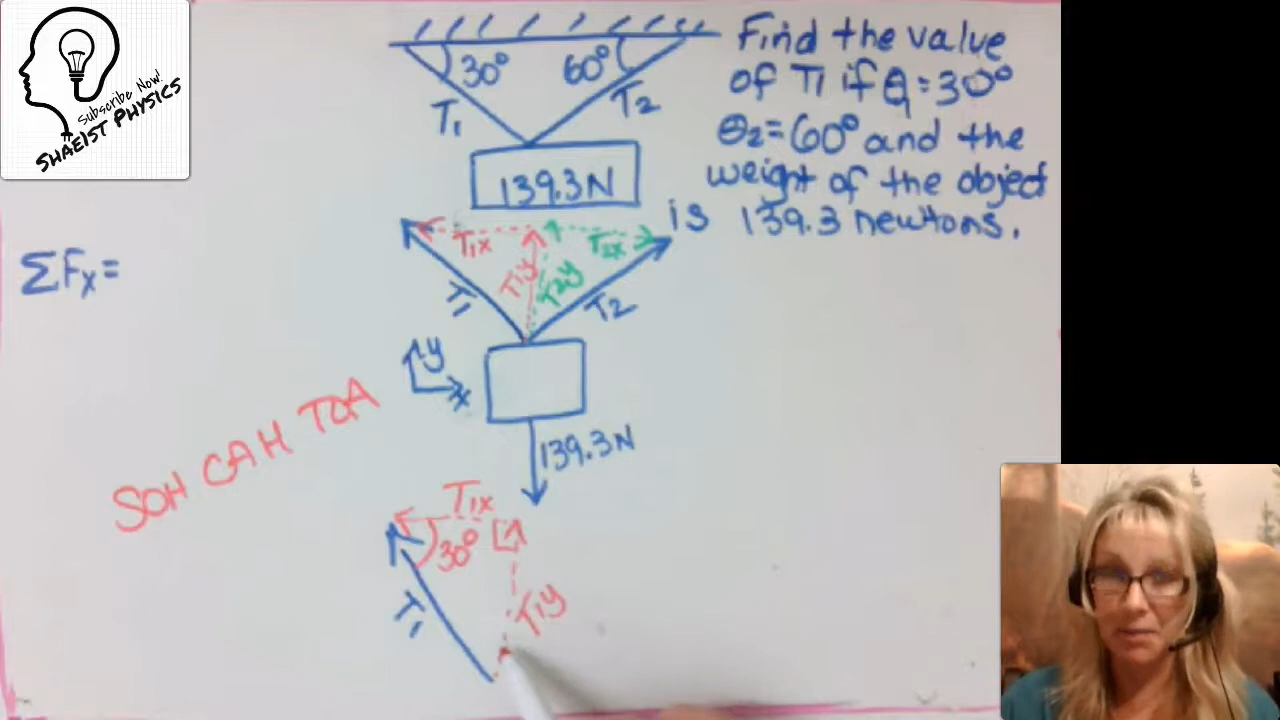 Subscribe Now!
SHAEIST PHYSICS
30° 60°
T1 T2
139.3N
Find the value
of T1 if θ1=30°
θ2=60° and the
weight of the object
is 139.3 newtons.
ΣFx=
T1x T2x
T1y T2y
T1 T2
y
x
139.3N
SOH CAH TOA
T1x
30°
T1 T1y